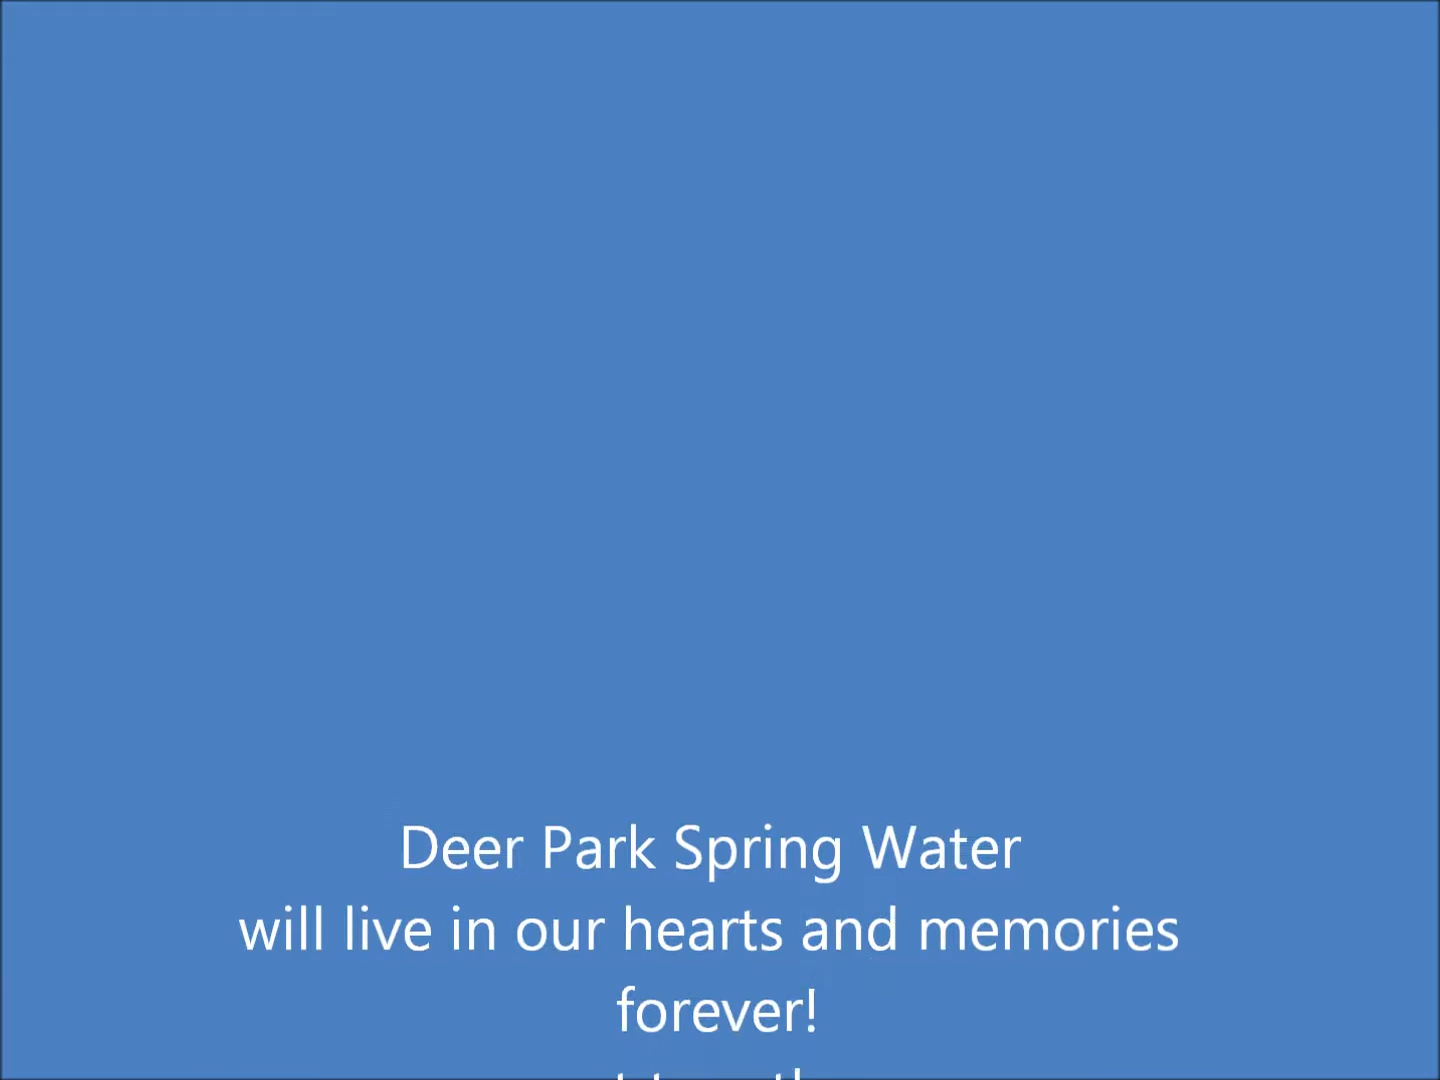 Deer Park Spring Water
will live in our hearts and memories
forever!